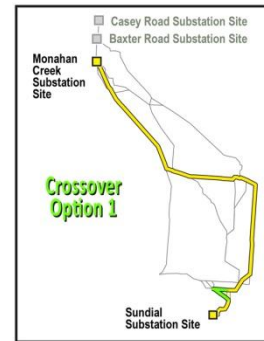 Casey Road Substation Site
Baxter Road Substation Site
Monahan
Creek
Substation
Site
Crossover
Option 1
Sundial
Substation Site